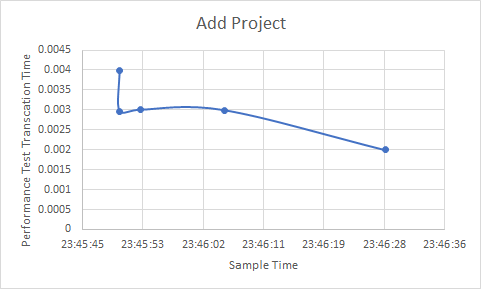 Add Project
Performance Test Transcation Time
0.0045
0.004
0.0035
0.003
0.0025
0.002
0.0015
0.001
0.0005
0
23:45:45 23:45:53 23:46:02 23:46:11 23:46:19 23:46:28 23:46:36
Sample Time